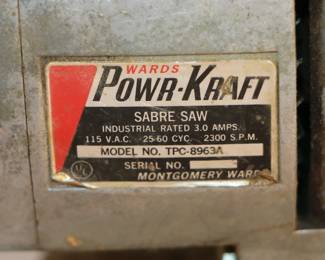 WARDS
POWR-KRAFT
SABRE SAW
INDUSTRIAL RATED 3.0 AMPS.
115 V.A.C. 25-60 CYC. 2300 S.P.M.
MODEL NO. TPC-8963A
SERIAL NO.
UL
MONTGOMERY WARD